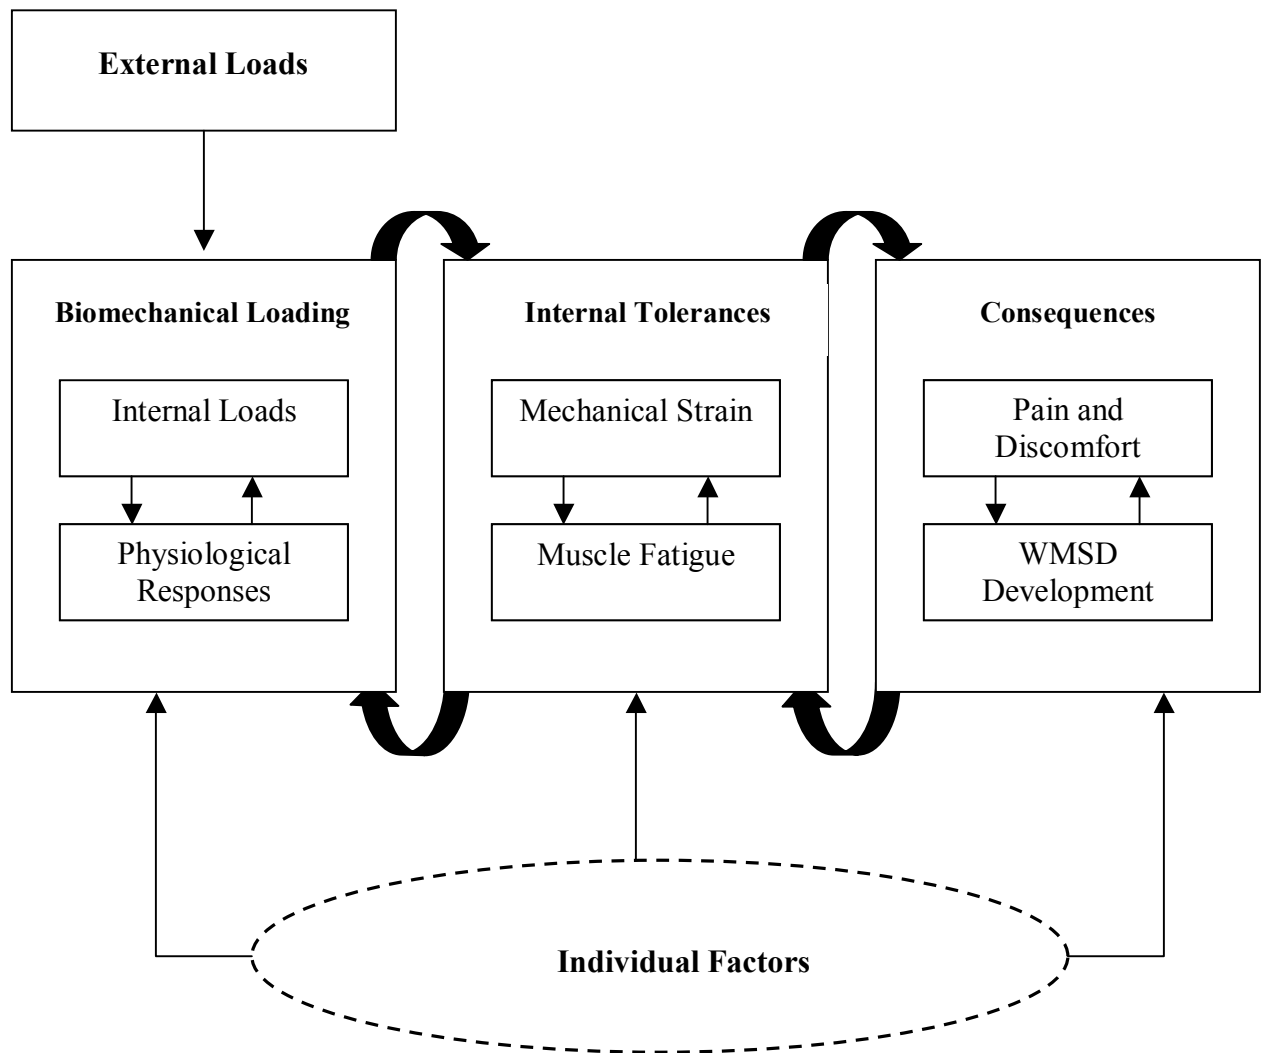 External Loads
Biomechanical Loading
Internal Loads
Physiological
Responses
Internal Tolerances
Mechanical Strain
Muscle Fatigue
Consequences
Pain and
Discomfort
WMSD
Development
Individual Factors